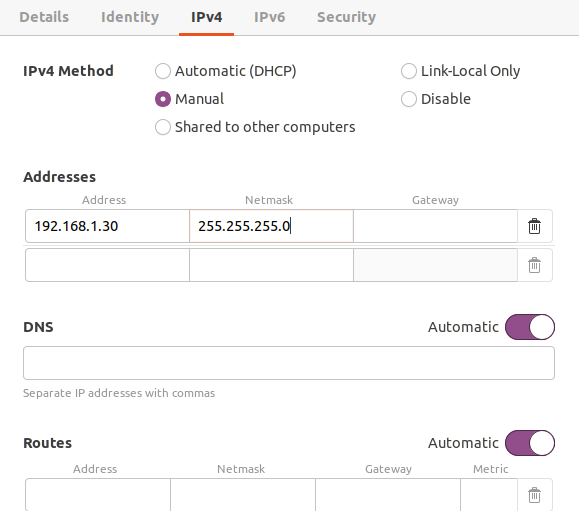 Details Identity IPv4 IPv6 Security
IPv4 Method Automatic (DHCP) Link-Local Only
Manual Disable
Shared to other computers
Addresses
Address Netmask Gateway
192.168.1.30 255.255.255.0
DNS Automatic
Separate IP addresses with commas
Routes Automatic
Address Netmask Gateway Metric